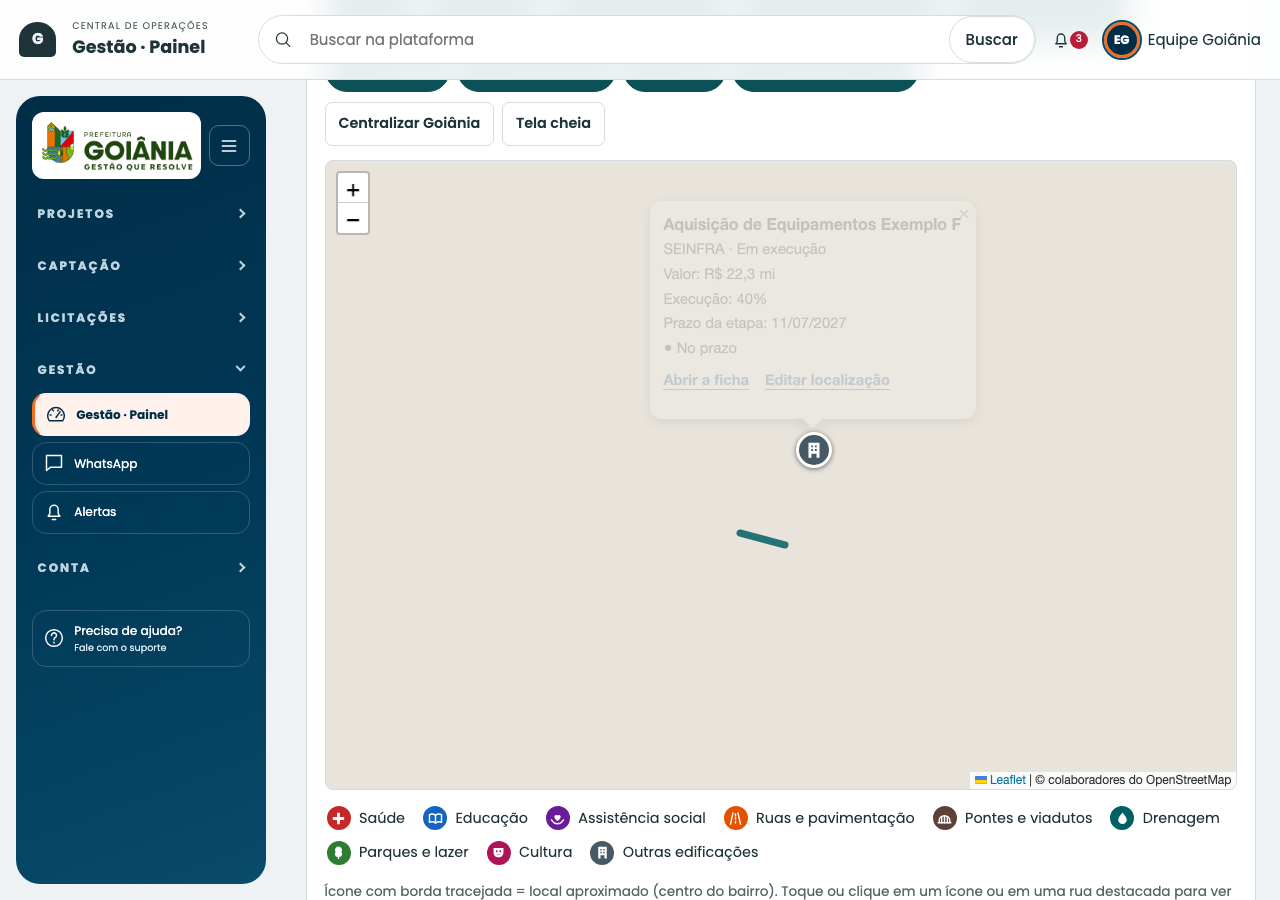 G
CENTRAL DE OPERAÇÕES
Gestão · Painel
Buscar na plataforma
Buscar
3
EG
Equipe Goiânia
PREFEITURA
GOIÂNIA
GESTÃO QUE RESOLVE
PROJETOS
CAPTAÇÃO
LICITAÇÕES
GESTÃO
Gestão · Painel
WhatsApp
Alertas
CONTA
Precisa de ajuda?
Fale com o suporte
Centralizar Goiânia
Tela cheia
+
−
Aquisição de Equipamentos Exemplo F
×
SEINFRA · Em execução
Valor: R$ 22,3 mi
Execução: 40%
Prazo da etapa: 11/07/2027
● No prazo
Abrir a ficha Editar localização
Leaflet | © colaboradores do OpenStreetMap
Saúde
Educação
Assistência social
Ruas e pavimentação
Pontes e viadutos
Drenagem
Parques e lazer
Cultura
Outras edificações
Ícone com borda tracejada = local aproximado (centro do bairro). Toque ou clique em um ícone ou em uma rua destacada para ver